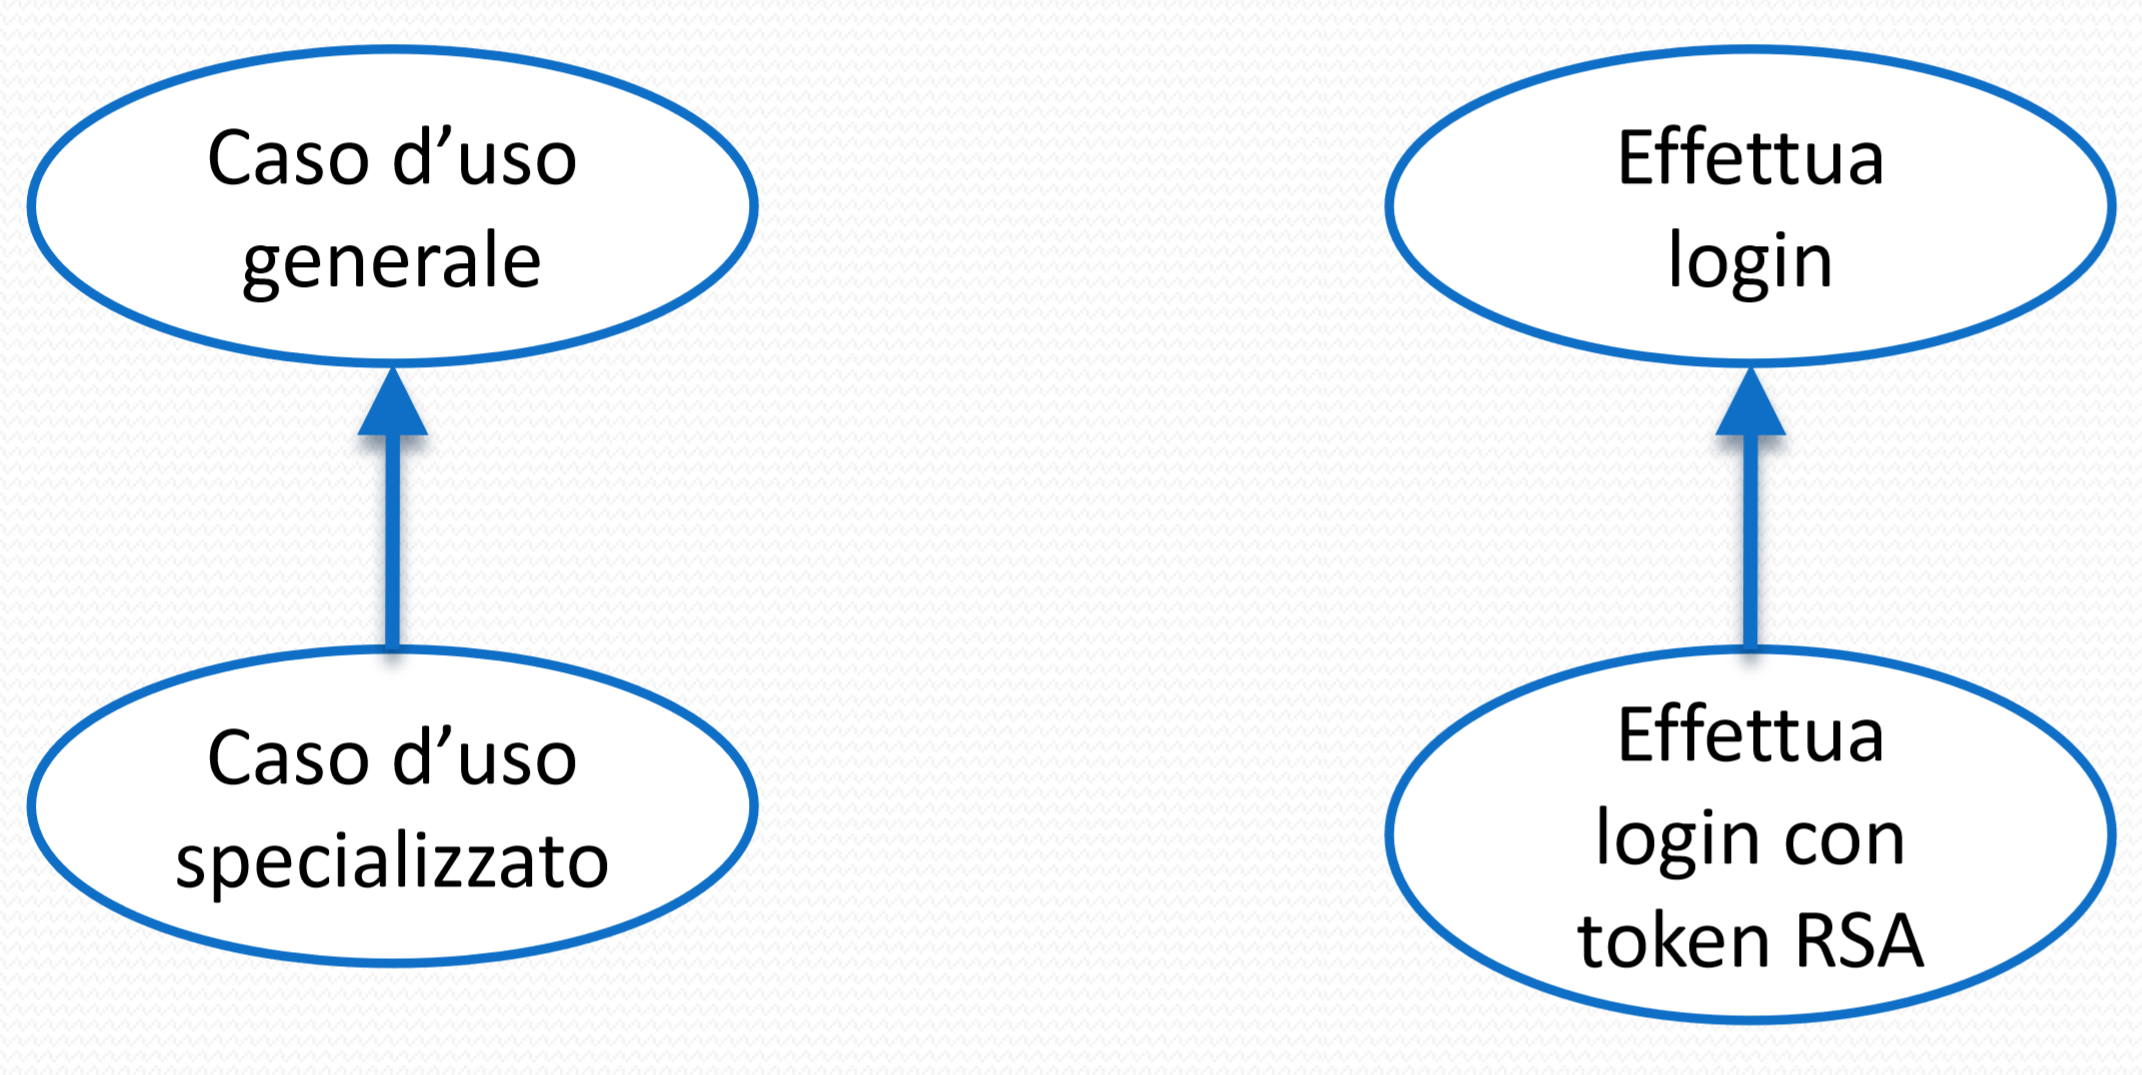 Caso d’uso
generale
Effettua
login
Caso d’uso
specializzato
Effettua
login con
token RSA